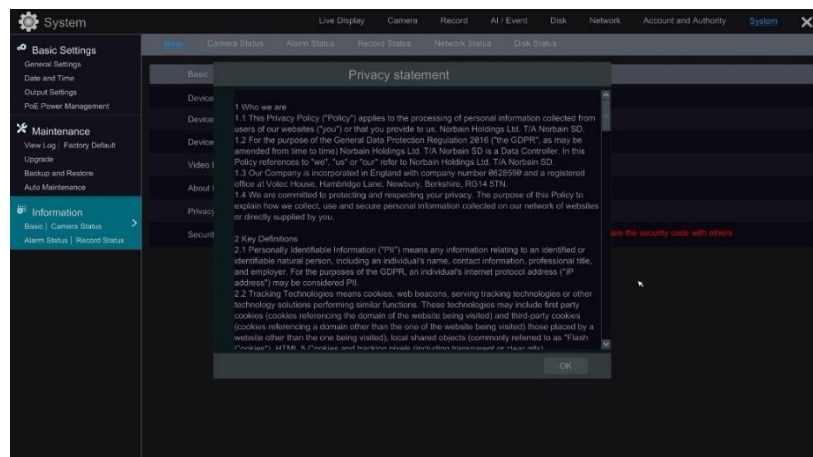 System
Live Display Camera Record AI / Event Disk Network Account and Authority System
Basic Camera Status Alarm Status Record Status Network Status Disk Status
Basic Settings
General Settings
Date and Time
Output Settings
PoE Power Management
Maintenance
View Log | Factory Default
Upgrade
Backup and Restore
Auto Maintenance
Information
Basic | Camera Status
Alarm Status | Record Status
Basic
Device
Device
Device
Video
About
Privacy
Securit
are the security code with others
Privacy statement
1 Who we are
1.1 This Privacy Policy ("Policy") applies to the processing of personal information collected from
users of our websites ("you") or that you provide to us, Norbain Holdings Ltd. T/A Norbain SD.
1.2 For the purpose of the General Data Protection Regulation 2016 ("the GDPR", as may be
amended from time to time) Norbain Holdings Ltd. T/A Norbain SD is a Data Controller. In this
Policy references to "we", "us" or "our" refer to Norbain Holdings Ltd. T/A Norbain SD.
1.3 Our Company is incorporated in England with company number 0628590 and a registered
office at Volec House, Hambridge Lane, Newbury, Berkshire, RG14 5TN.
1.4 We are committed to protecting and respecting your privacy. The purpose of this Policy to
explain how we collect, use and secure personal information collected on our network of websites
or directly supplied by you.
2 Key Definitions
2.1 Personally Identifiable Information ("PII") means any information relating to an identified or
identifiable natural person, including an individual's name, contact information, professional title,
and employer. For the purposes of the GDPR, an individual's internet protocol address ("IP
address") may be considered PII.
2.2 Tracking Technologies means cookies, web beacons, serving tracking technologies or other
technology solutions performing similar functions. These technologies may include first party
cookies (cookies referencing the domain of the website being visited) and third-party cookies
(cookies referencing a domain other than the one of the website being visited) those placed by a
website other than the one being visited), local shared objects (commonly referred to as "Flash
Cookies"), HTML 5 Cookies and tracking pixels (including transparent or clear gifs)
OK